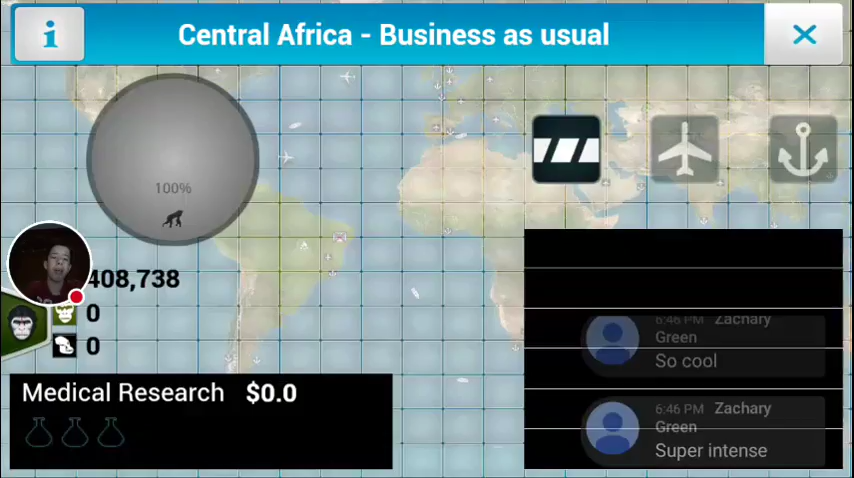 i Central Africa - Business as usual
100%
408,738
0
0
Medical Research $0.0
6:46 PM Zachary
Green
So cool
6:46 PM Zachary
Green
Super intense